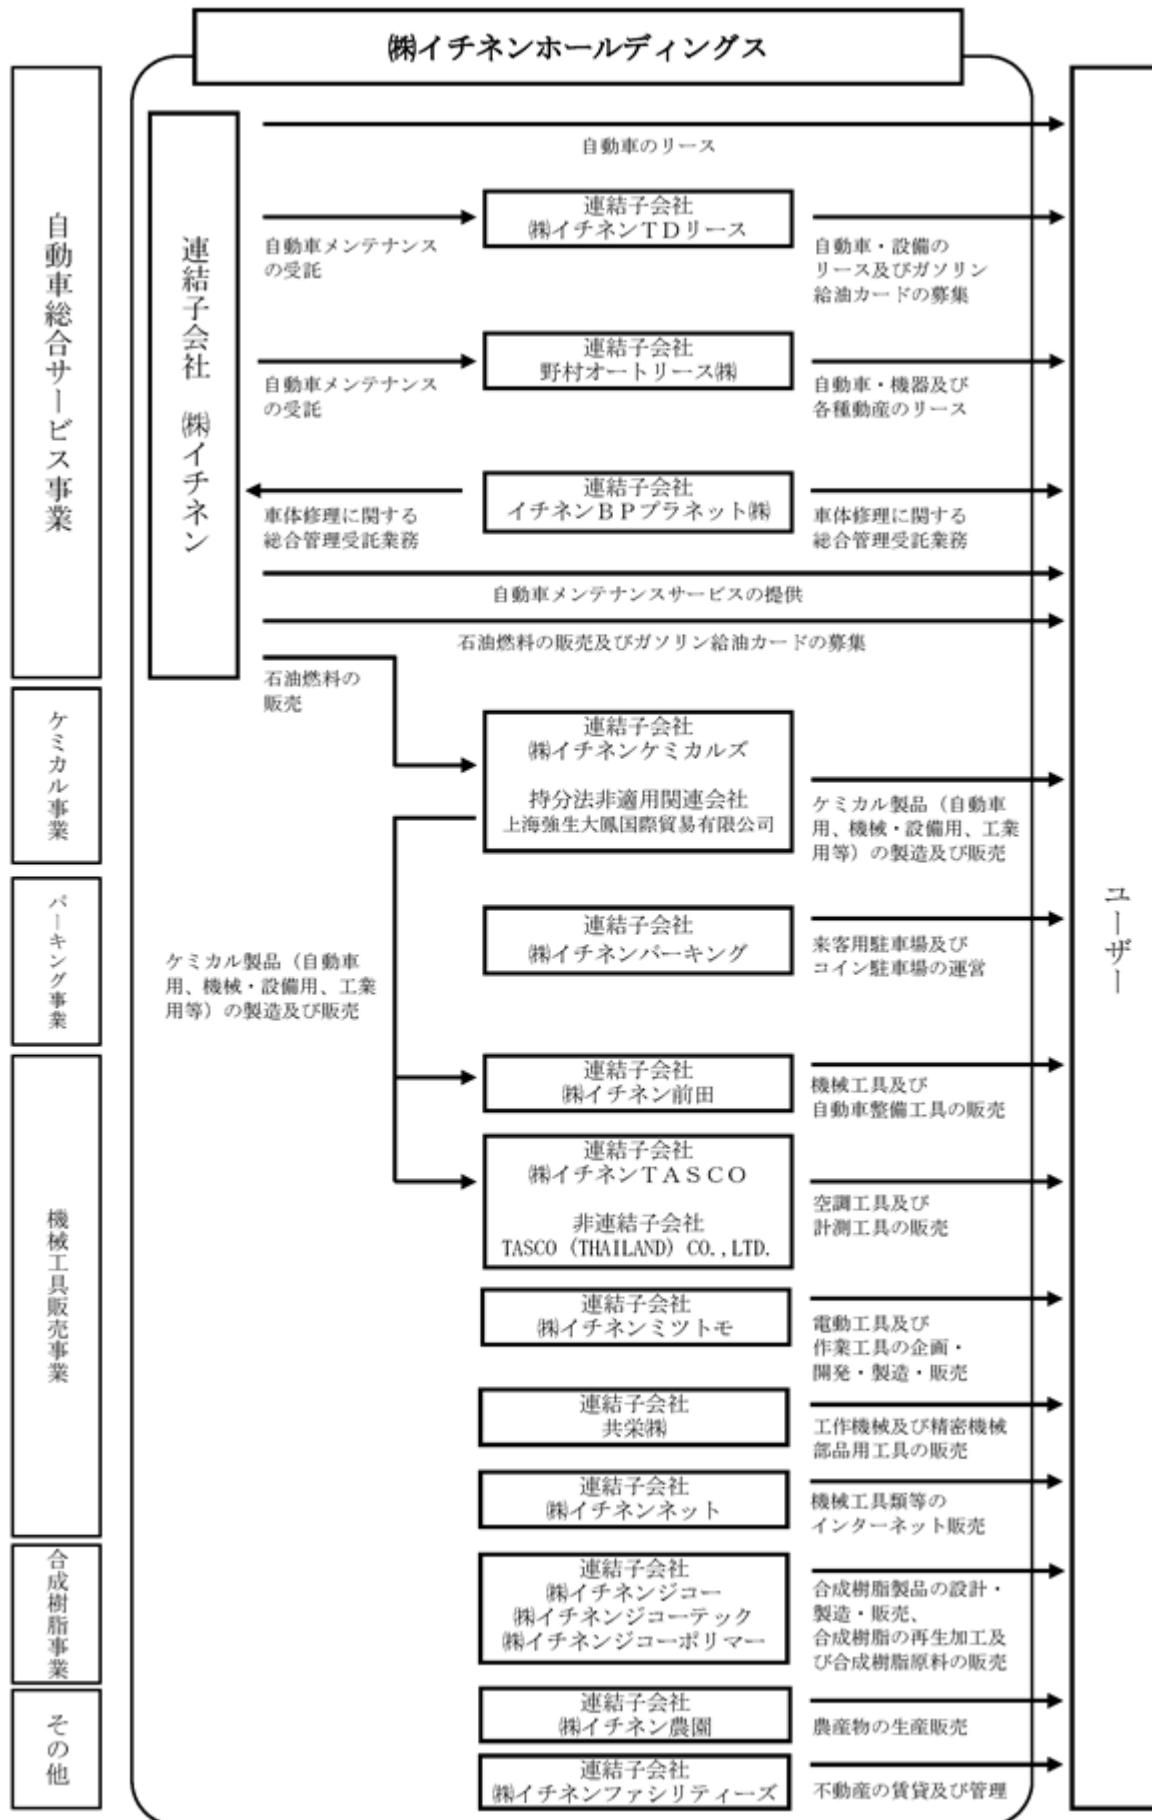 ㈱イチネンホールディングス
自動車総合サービス事業
連結子会社 ㈱イチネン
自動車のリース
自動車メンテナンス
の受託
連結子会社
㈱イチネンＴＤリース
自動車・設備の
リース及びガソリン
給油カードの募集
自動車メンテナンス
の受託
連結子会社
野村オートリース㈱
自動車・機器及び
各種動産のリース
車体修理に関する
総合管理受託業務
連結子会社
イチネンＢＰプラネット㈱
車体修理に関する
総合管理受託業務
自動車メンテナンスサービスの提供
石油燃料の販売及びガソリン給油カードの募集
石油燃料の
販売
ケミカル事業
連結子会社
㈱イチネンケミカルズ
持分法非適用関連会社
上海強生大鳳国際貿易有限公司
ケミカル製品（自動車
用、機械・設備用、工業
用等）の製造及び販売
パーキング事業
連結子会社
㈱イチネンパーキング
来客用駐車場及び
コイン駐車場の運営
ケミカル製品（自動車
用、機械・設備用、工業
用等）の製造及び販売
ユーザー
機械工具販売事業
連結子会社
㈱イチネン前田
機械工具及び
自動車整備工具の販売
連結子会社
㈱イチネンＴＡＳＣＯ
非連結子会社
TASCO (THAILAND) CO.,LTD.
空調工具及び
計測工具の販売
連結子会社
㈱イチネンミツトモ
電動工具及び
作業工具の企画・
開発・製造・販売
連結子会社
共栄㈱
工作機械及び精密機械
部品用工具の販売
連結子会社
㈱イチネンネット
機械工具類等の
インターネット販売
合成樹脂事業
連結子会社
㈱イチネンジコー
㈱イチネンジコーテック
㈱イチネンジコーポリマー
合成樹脂製品の設計・
製造・販売、
合成樹脂の再生加工及
び合成樹脂原料の販売
その他
連結子会社
㈱イチネン農園
農産物の生産販売
連結子会社
㈱イチネンファシリティーズ
不動産の賃貸及び管理